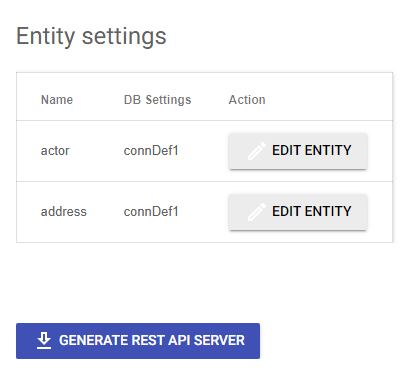 Entity settings
Name DB Settings Action
actor connDef1 EDIT ENTITY
address connDef1 EDIT ENTITY
GENERATE REST API SERVER